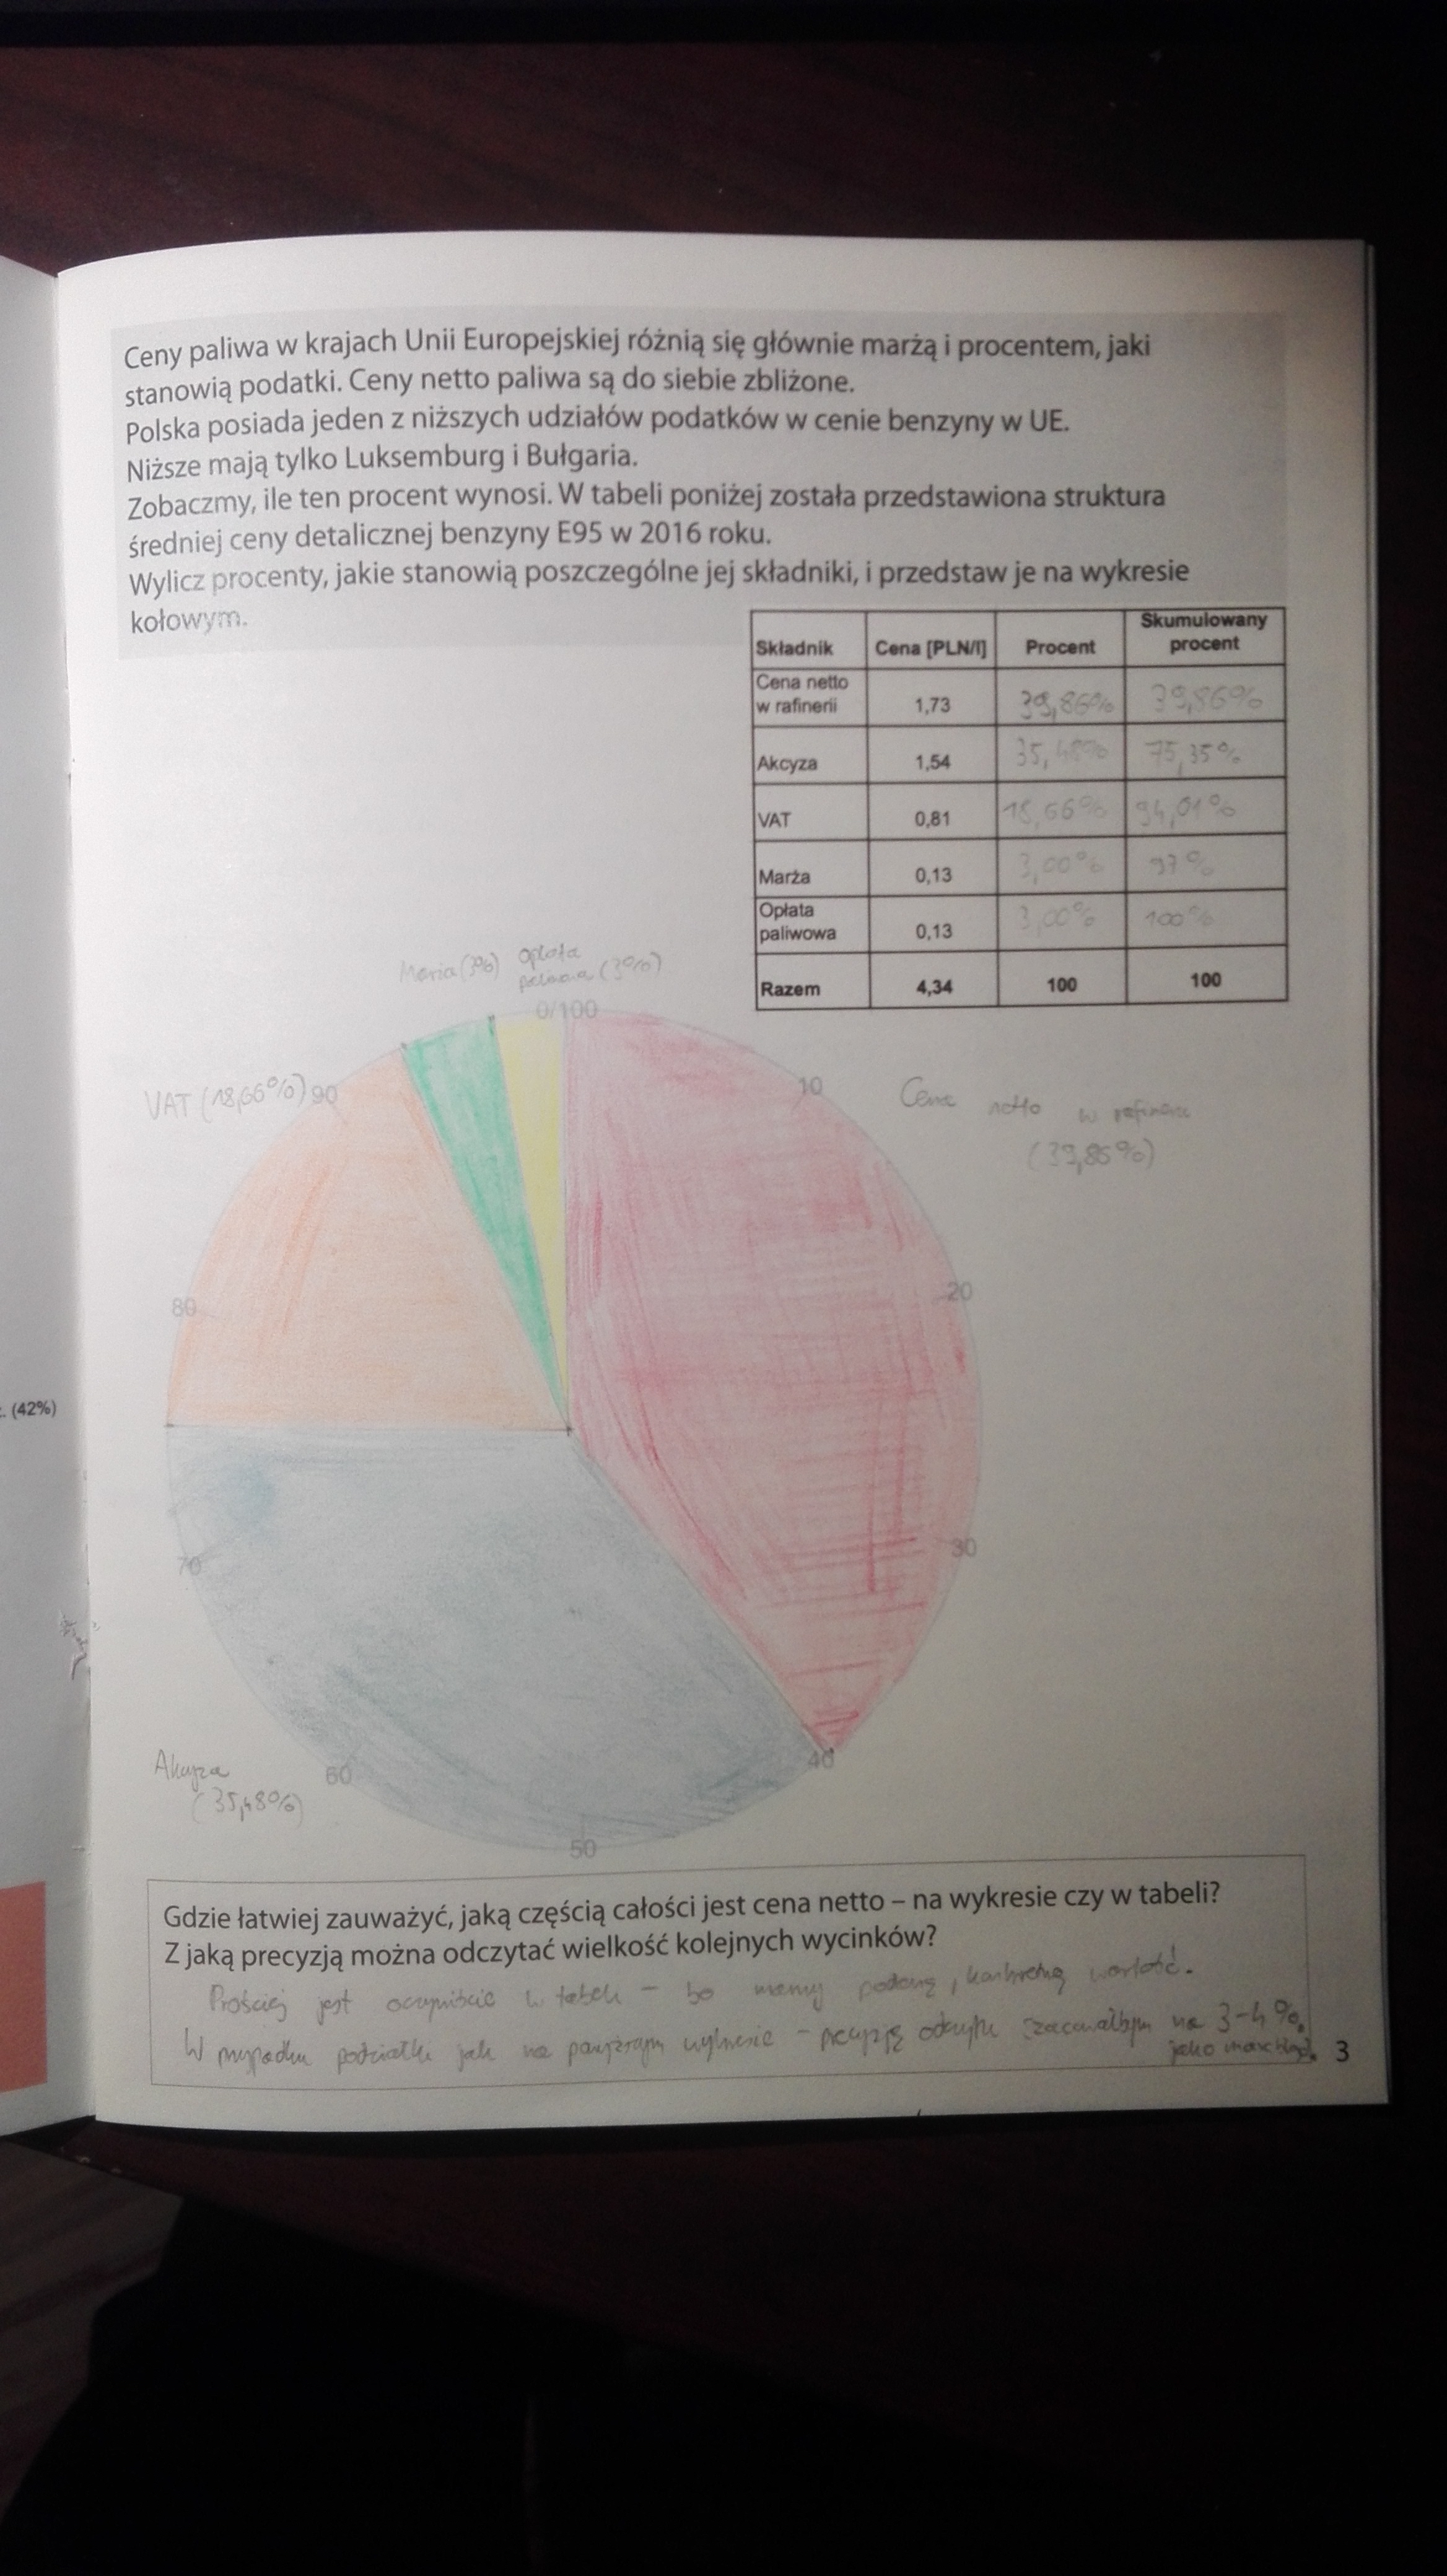 Ceny paliwa w krajach Unii Europejskiej różnią się głównie marżą i procentem, jaki
stanowią podatki. Ceny netto paliwa są do siebie zbliżone.
Polska posiada jeden z niższych udziałów podatków w cenie benzyny w UE.
Niższe mają tylko Luksemburg i Bułgaria.
Zobaczmy, ile ten procent wynosi. W tabeli poniżej została przedstawiona struktura
średniej ceny detalicznej benzyny E95 w 2016 roku.
Wylicz procenty, jakie stanowią poszczególne jej składniki, i przedstaw je na wykresie
kołowym.
Składnik Cena [PLN/l] Procent Skumulowany procent
Cena netto w rafinerii 1,73 39,86% 39,86%
Akcyza 1,54 35,48% 75,35%
VAT 0,81 18,66% 94,01%
Marża 0,13 3,00% 97%
Opłata paliwowa 0,13 3,00% 100%
Razem 4,34 100 100
Marża (3%)
opłata
paliwowa (3%)
0/100
VAT (18,66%)
90
10
Cena netto w rafinerii
(39,86%)
80
20
. (42%)
70
30
Akcyza
(35,48%)
60
40
50
Gdzie łatwiej zauważyć, jaką częścią całości jest cena netto – na wykresie czy w tabeli?
Z jaką precyzją można odczytać wielkość kolejnych wycinków?
Prościej jest oczywiście w tabeli – bo mamy podaną, konkretną wartość.
W przypadku podziałki jak na powyższym wykresie – precyzję odczytu szacowałbym na 3-4%,
jako max błąd.
3